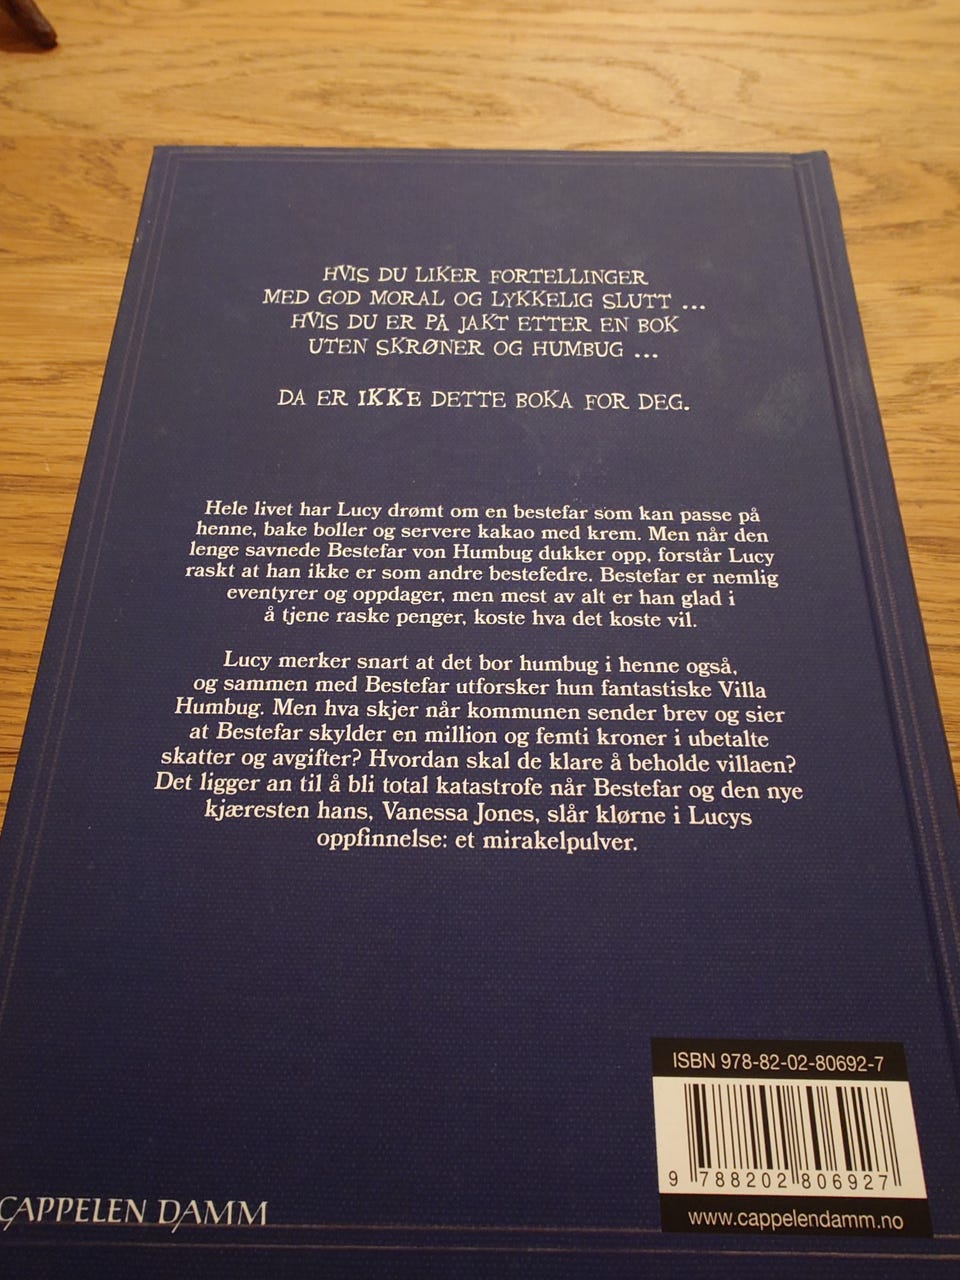 HVIS DU LIKER FORTELLINGER
MED GOD MORAL OG LYKKELIG SLUTT ...
HVIS DU ER PÅ JAKT ETTER EN BOK
UTEN SKRØNER OG HUMBUG ...
DA ER IKKE DETTE BOKA FOR DEG.
Hele livet har Lucy drømt om en bestefar som kan passe på
henne, bake boller og servere kakao med krem. Men når den
lenge savnede Bestefar von Humbug dukker opp, forstår Lucy
raskt at han ikke er som andre bestefedre. Bestefar er nemlig
eventyrer og oppdager, men mest av alt er han glad i
å tjene raske penger, koste hva det koste vil.
Lucy merker snart at det bor humbug i henne også,
og sammen med Bestefar utforsker hun fantastiske Villa
Humbug. Men hva skjer når kommunen sender brev og sier
at Bestefar skylder en million og femti kroner i ubetalte
skatter og avgifter? Hvordan skal de klare å beholde villaen?
Det ligger an til å bli total katastrofe når Bestefar og den nye
kjæresten hans, Vanessa Jones, slår klørne i Lucys
oppfinnelse: et mirakelpulver.
ISBN 978-82-02-80692-7
9 788202 806927
www.cappelendamm.no
CAPPELEN DAMM